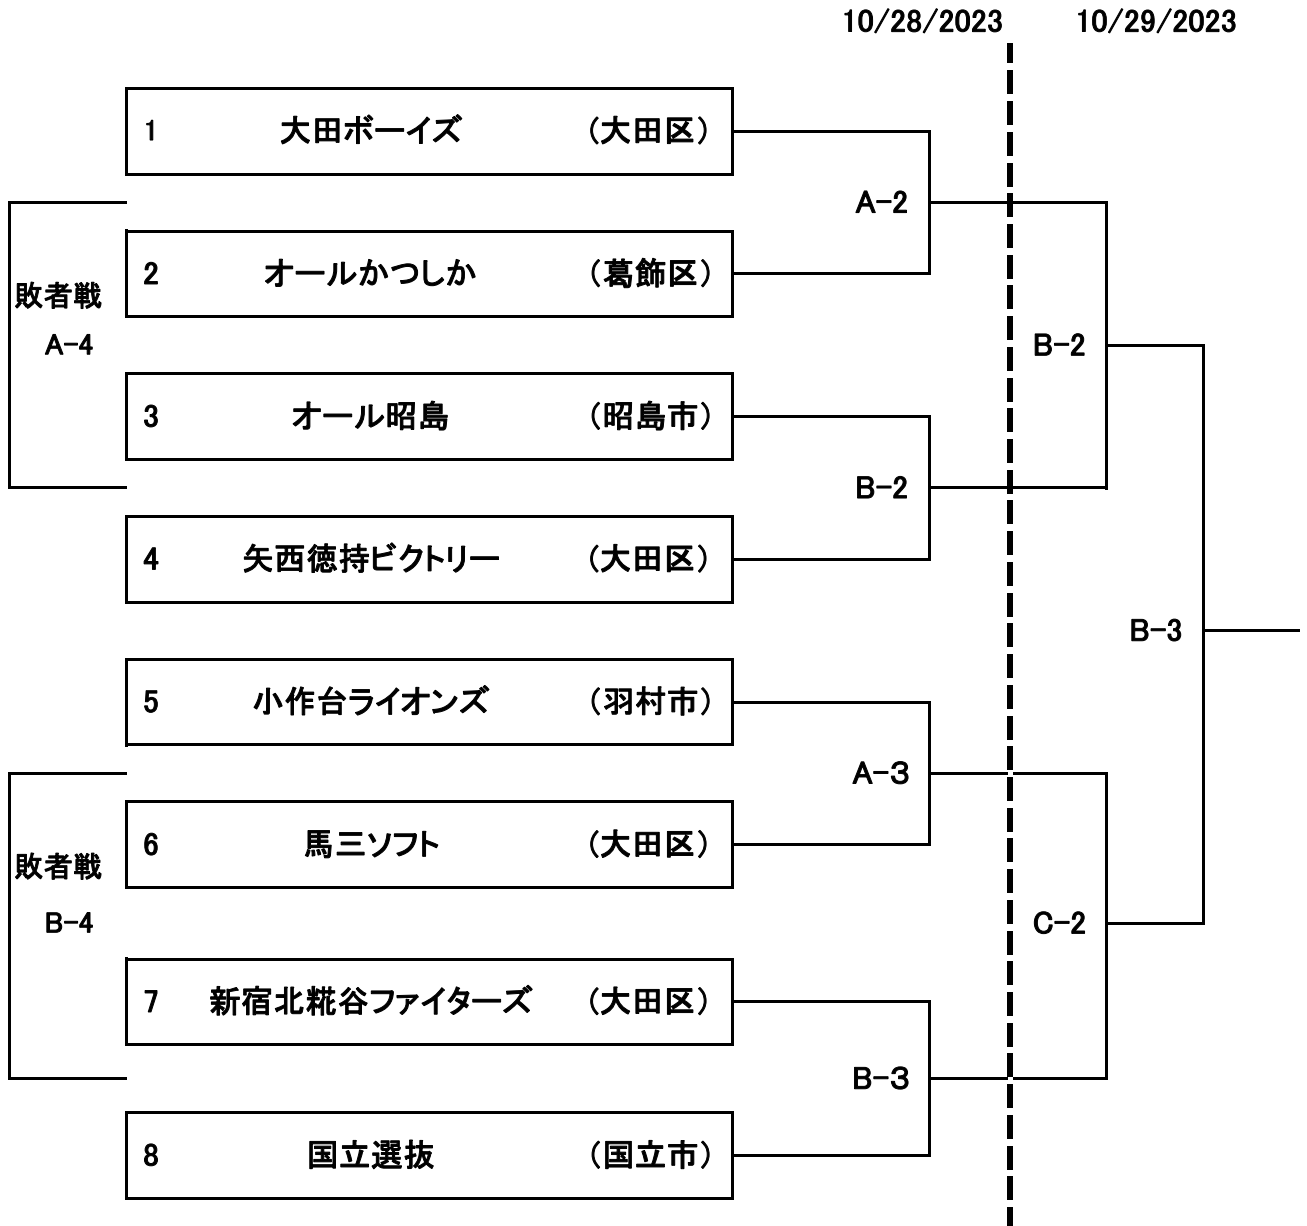 10/28/2023 10/29/2023
1 大田ボーイズ （大田区）
A-2
2 オールかつしか （葛飾区）
敗者戦
A-4
B-2
3 オール昭島 （昭島市）
B-2
4 矢西徳持ビクトリー （大田区）
B-3
5 小作台ライオンズ （羽村市）
A-3
6 馬三ソフト （大田区）
敗者戦
B-4
C-2
7 新宿北糀谷ファイターズ （大田区）
B-3
8 国立選抜 （国立市）